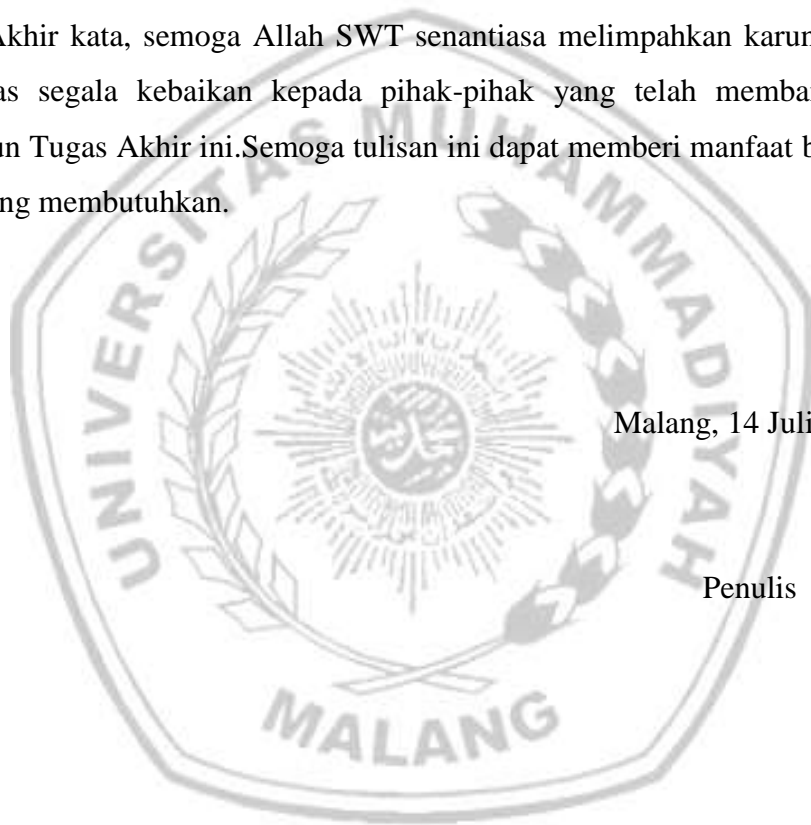 Akhir kata, semoga Allah SWT senantiasa melimpahkan karun
as segala kebaikan kepada pihak-pihak yang telah memba
un Tugas Akhir ini.Semoga tulisan ini dapat memberi manfaat b
ng membutuhkan.
UNIVERSITAS MUHAMMADIYAH
Malang, 14 Juli
Penulis
MALANG